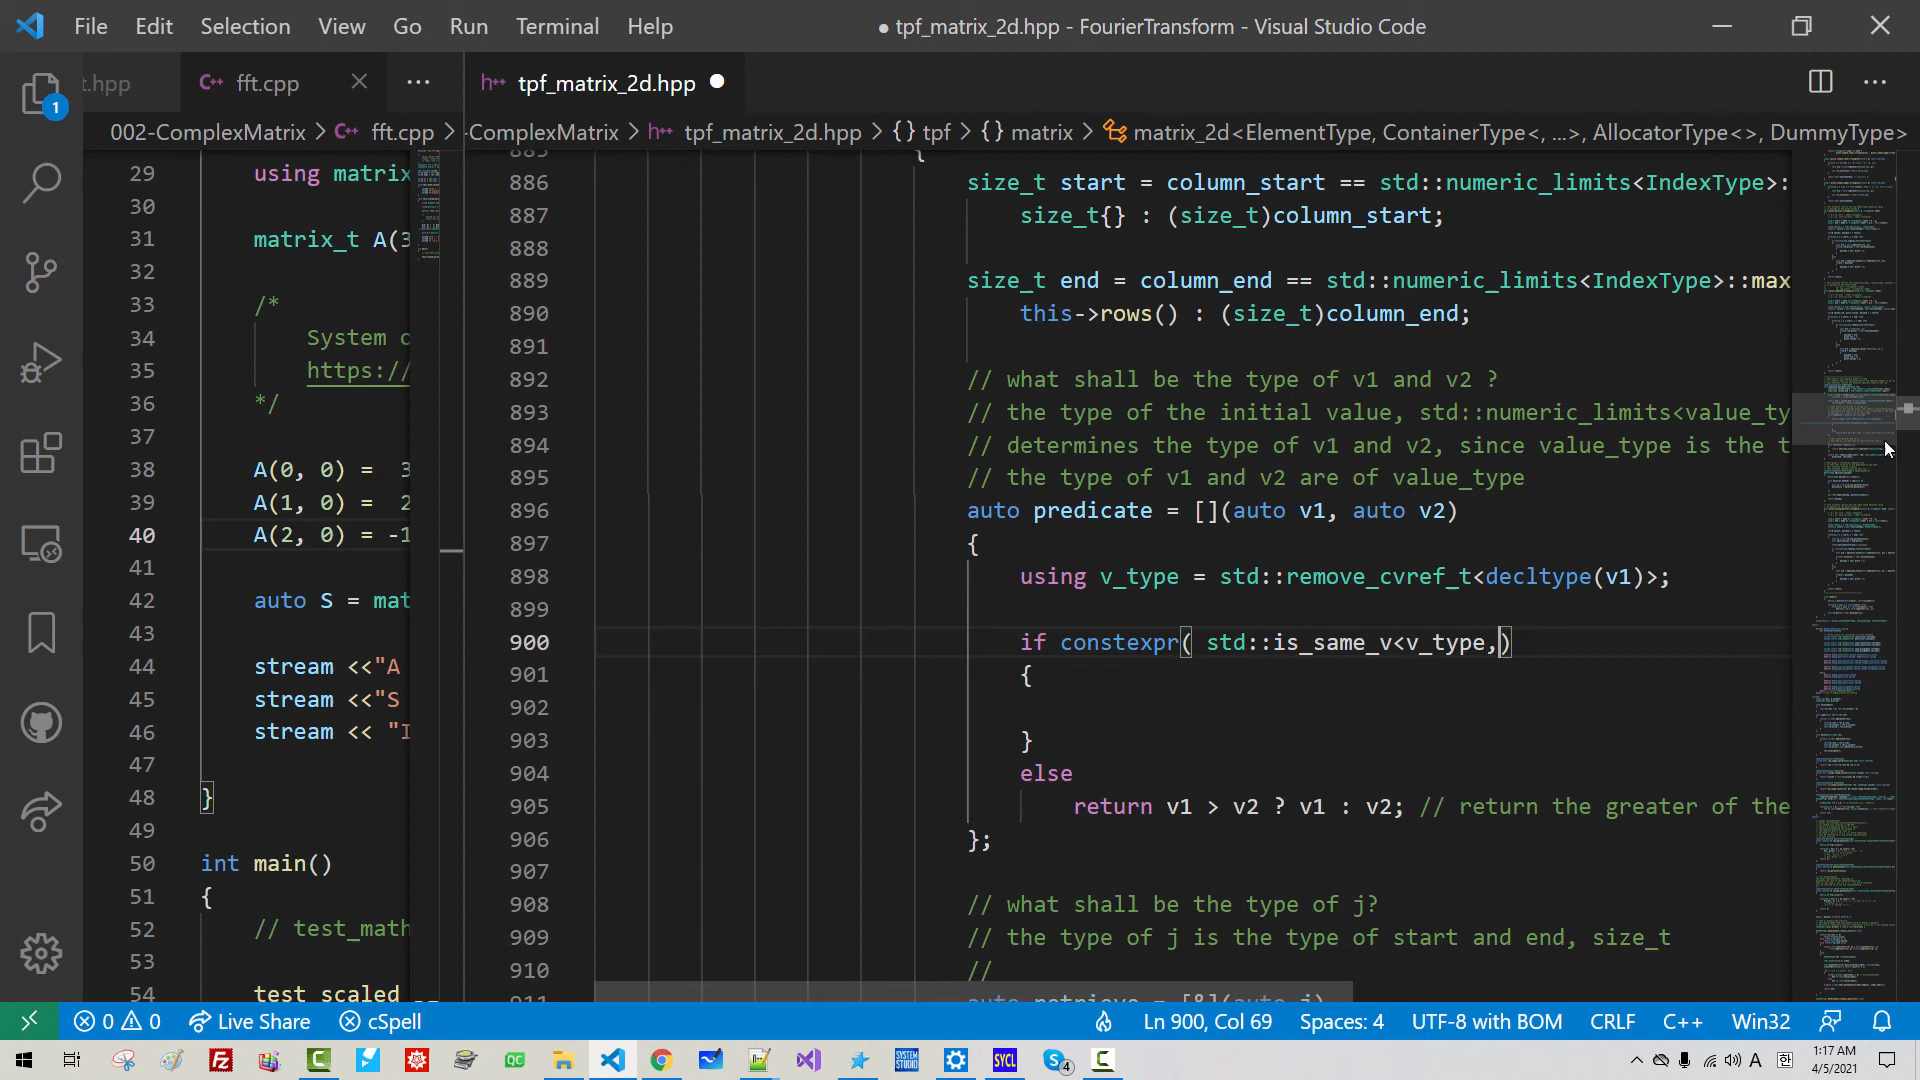 File Edit Selection View Go Run Terminal Help
● tpf_matrix_2d.hpp - FourierTransform - Visual Studio Code
t.hpp
fft.cpp
tpf_matrix_2d.hpp
002-ComplexMatrix > fft.cpp >
-ComplexMatrix > tpf_matrix_2d.hpp > {} tpf > {} matrix > matrix_2d<ElementType, ContainerType<, ...>, AllocatorType<>, DummyType>
1
29 using matrix
30
31 matrix_t A(3
32
33 /*
34 System o
35 https://
36 */
37
38 A(0, 0) = 3
39 A(1, 0) = 2
40 A(2, 0) = -1
41
42 auto S = mat
43
44 stream <<"A
45 stream <<"S
46 stream << "I
47
48 }
49
50 int main()
51 {
52 // test_math
53
54 test_scaled
885 {
886 size_t start = column_start == std::numeric_limits<IndexType>:
887 size_t{} : (size_t)column_start;
888
889 size_t end = column_end == std::numeric_limits<IndexType>::max
890 this->rows() : (size_t)column_end;
891
892 // what shall be the type of v1 and v2 ?
893 // the type of the initial value, std::numeric_limits<value_ty
894 // determines the type of v1 and v2, since value_type is the t
895 // the type of v1 and v2 are of value_type
896 auto predicate = [](auto v1, auto v2)
897 {
898 using v_type = std::remove_cvref_t<decltype(v1)>;
899
900 if constexpr( std::is_same_v<v_type,)
901 {
902
903 }
904 else
905 return v1 > v2 ? v1 : v2; // return the greater of the
906 };
907
908 // what shall be the type of j?
909 // the type of j is the type of start and end, size_t
910 //
911 auto retrieve = [&](auto j)
0 0 Live Share cSpell
Ln 900, Col 69 Spaces: 4 UTF-8 with BOM CRLF C++ Win32
QC
SYSTEM STUDIO
SYCL
4
A 한
1:17 AM
4/5/2021